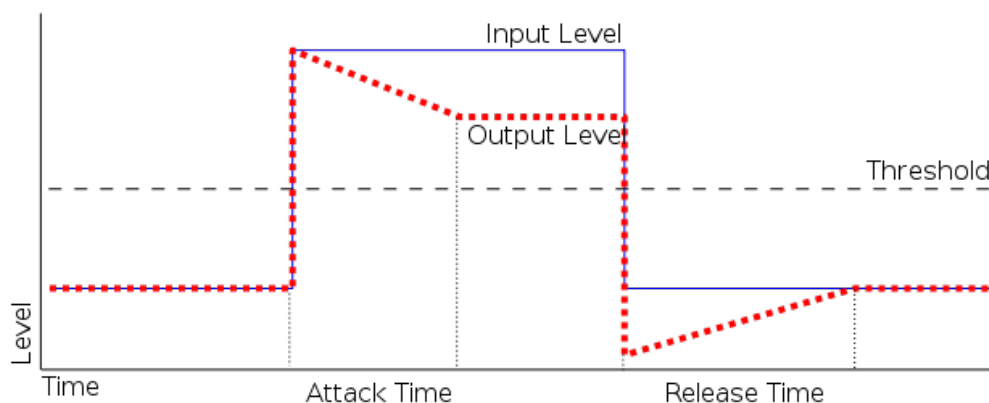 Input Level
Output Level
Threshold
Level
Time
Attack Time
Release Time